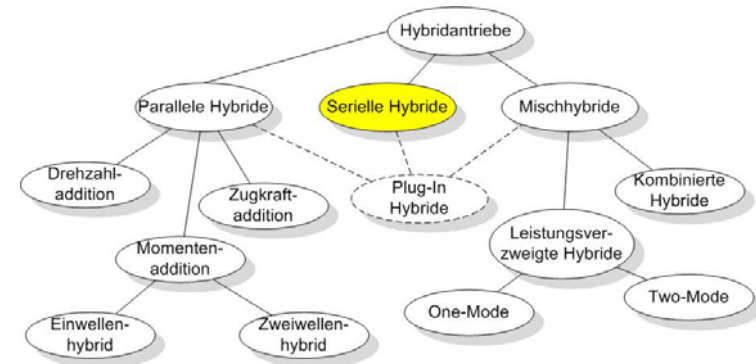 Hybridantriebe
Parallele Hybride
Serielle Hybride
Mischhybride
Drehzahl-
addition
Zugkraft-
addition
Plug-In
Hybride
Kombinierte
Hybride
Momenten-
addition
Leistungsver-
zweigte Hybride
Einwellen-
hybrid
Zweiwellen-
hybrid
One-Mode
Two-Mode